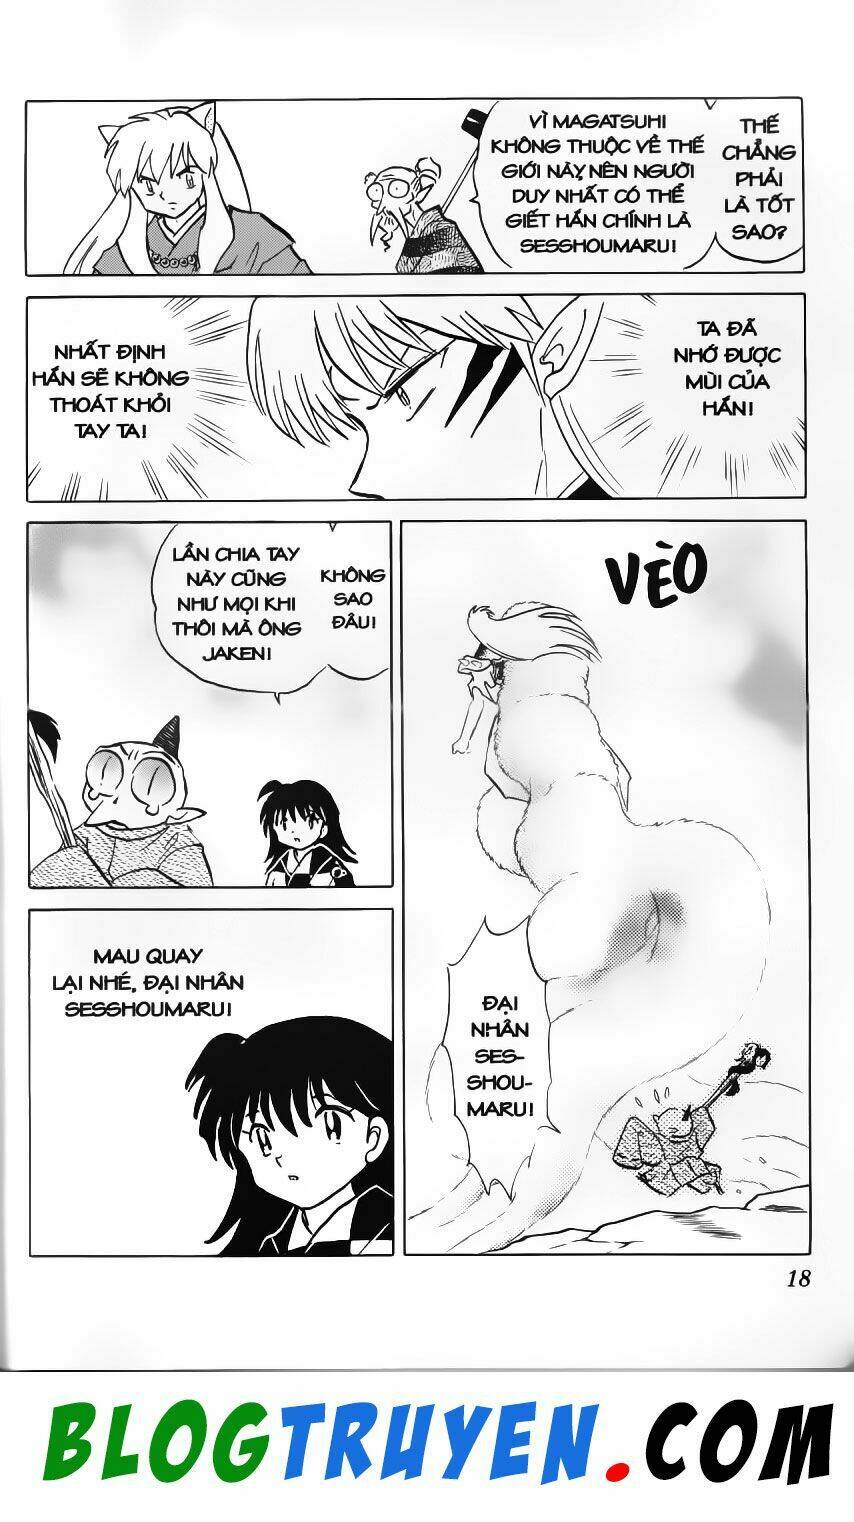 THẾ
CHẲNG
PHẢI
LÀ TỐT
SAO?
VÌ MAGATSUHI
KHÔNG THUỘC VỀ THẾ
GIỚI NÀY, NÊN NGƯỜI
DUY NHẤT CÓ THỂ
GIẾT HẮN CHÍNH LÀ
SESSHOUMARU!
TA ĐÃ
NHỚ ĐƯỢC
MÙI CỦA
HẮN!
NHẤT ĐỊNH
HẮN SẼ KHÔNG
THOÁT KHỎI
TAY TA!
VÈO
ĐẠI
NHÂN
SES-
SHOU-
MARU!
KHÔNG
SAO
ĐÂU!
LẦN CHIA TAY
NÀY CŨNG
NHƯ MỌI KHI
THÔI MÀ ÔNG
JAKEN!
MAU QUAY
LẠI NHÉ, ĐẠI NHÂN
SESSHOUMARU!
18
BLOGTRUYEN.COM